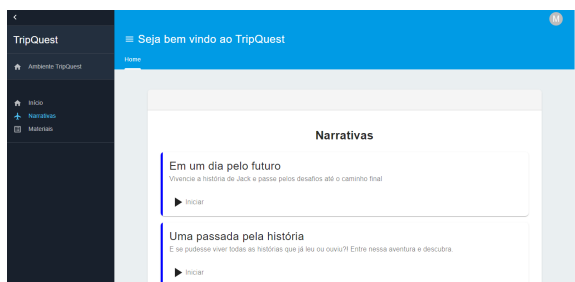 TripQuest
Ambiente TripQuest
Início
Narrativas
Materiais
M
Seja bem vindo ao TripQuest
Home
Narrativas
Em um dia pelo futuro
Vivencie a história de Jack e passe pelos desafios até o caminho final
Iniciar
Uma passada pela história
E se pudesse viver todas as histórias que já leu ou ouviu?! Entre nessa aventura e descubra.
Iniciar